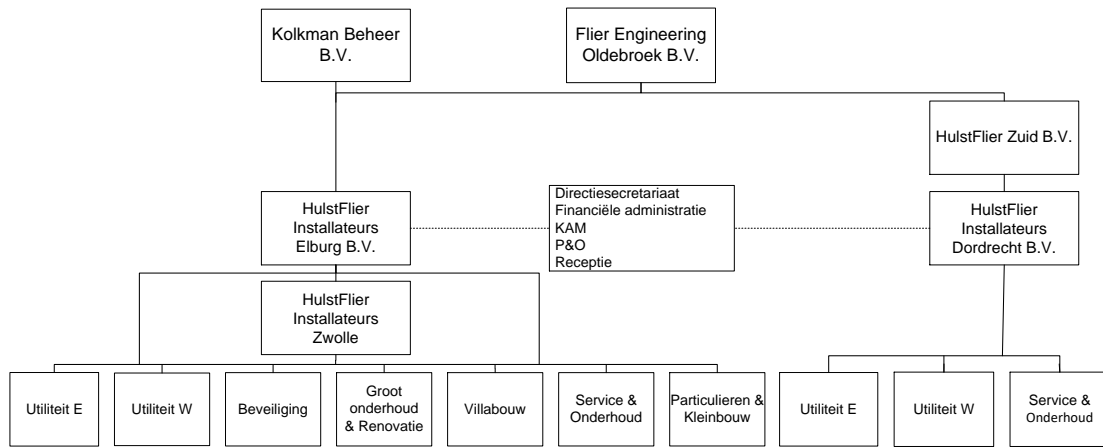 Kolkman Beheer
B.V.
Flier Engineering
Oldebroek B.V.
HulstFlier Zuid B.V.
HulstFlier
Installateurs
Elburg B.V.
Directiesecretariaat
Financiële administratie
KAM
P&O
Receptie
HulstFlier
Installateurs
Dordrecht B.V.
HulstFlier
Installateurs
Zwolle
Utiliteit E
Utiliteit W
Beveiliging
Groot
onderhoud
& Renovatie
Villabouw
Service &
Onderhoud
Particulieren &
Kleinbouw
Utiliteit E
Utiliteit W
Service &
Onderhoud